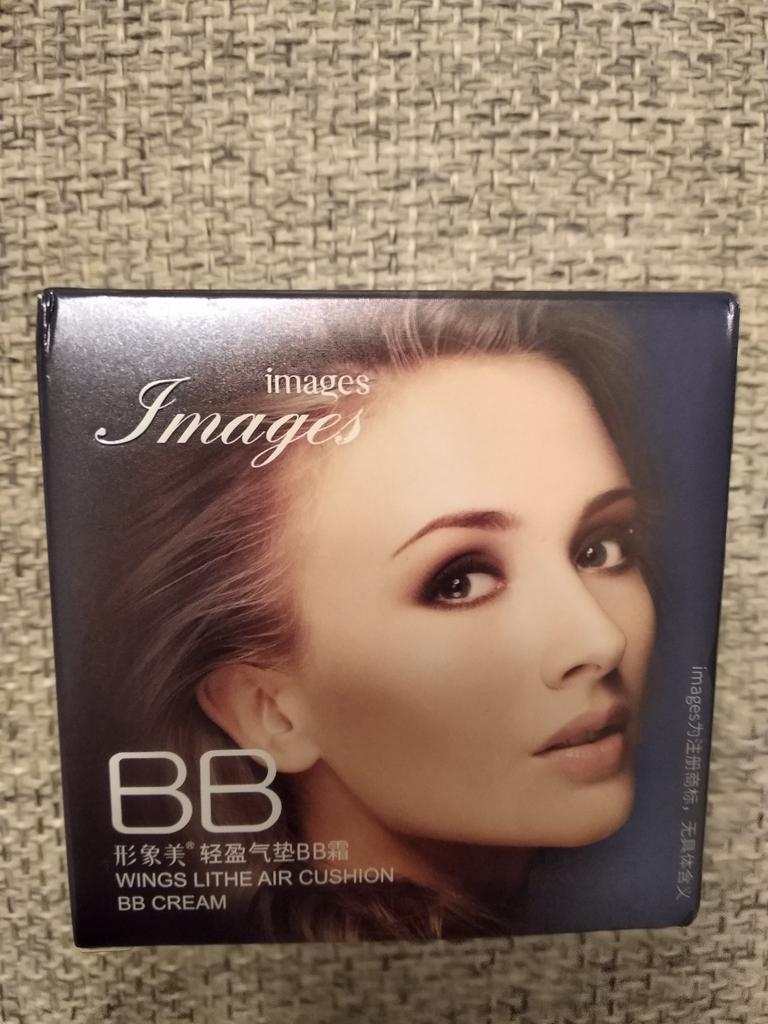 images
Images
BB
形象美® 轻盈气垫BB霜
WINGS LITHE AIR CUSHION
BB CREAM
images为注册商标，无具体含义